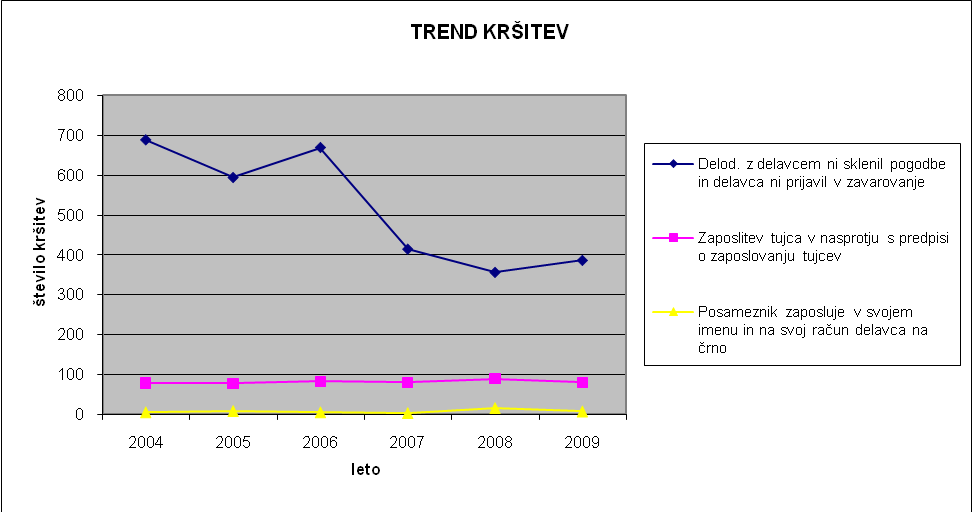 TREND KRŠITEV
800
700
600
500
400
300
200
100
0
število kršitev
2004 2005 2006 2007 2008 2009
leto
Delod. z delavcem ni sklenil pogodbe
in delavca ni prijavil v zavarovanje
Zaposlitev tujca v nasprotju s predpisi
o zaposlovanju tujcev
Posameznik zaposluje v svojem
imenu in na svoj račun delavca na
črno